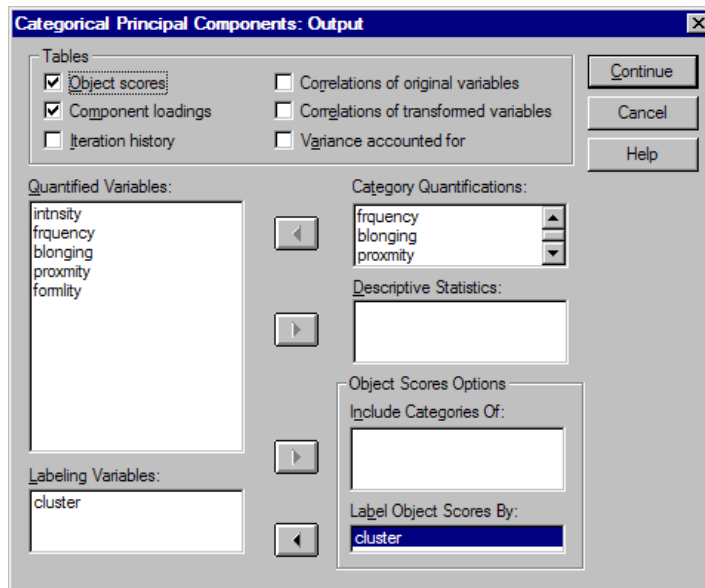 Categorical Principal Components: Output
Tables
Object scores
Component loadings
Iteration history
Correlations of original variables
Correlations of transformed variables
Variance accounted for
Continue
Cancel
Help
Quantified Variables:
intnsity
frquency
blonging
proxmity
formlity
Category Quantifications:
frquency
blonging
proxmity
Descriptive Statistics:
Object Scores Options
Include Categories Of:
Labeling Variables:
cluster
Label Object Scores By:
cluster